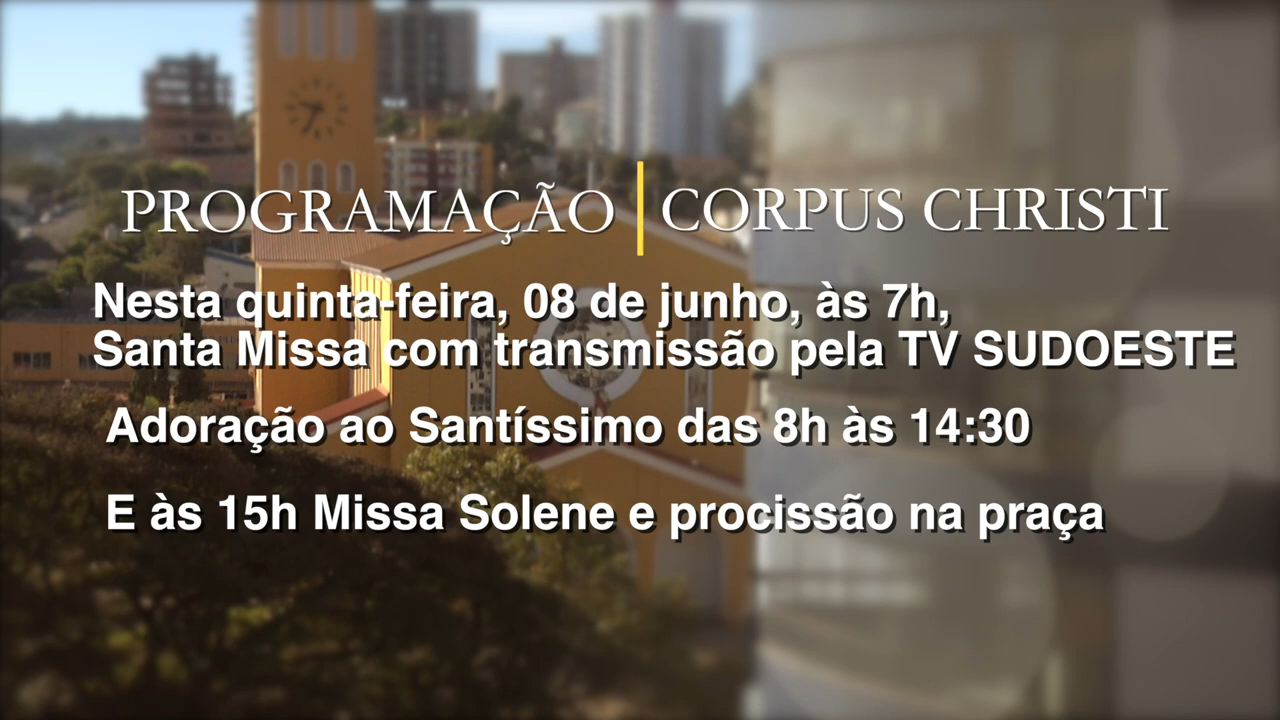 PROGRAMAÇÃO CORPUS CHRISTI
Nesta quinta-feira, 08 de junho, às 7h,
Santa Missa com transmissão pela TV SUDOESTE
Adoração ao Santíssimo das 8h às 14:30
E às 15h Missa Solene e procissão na praça